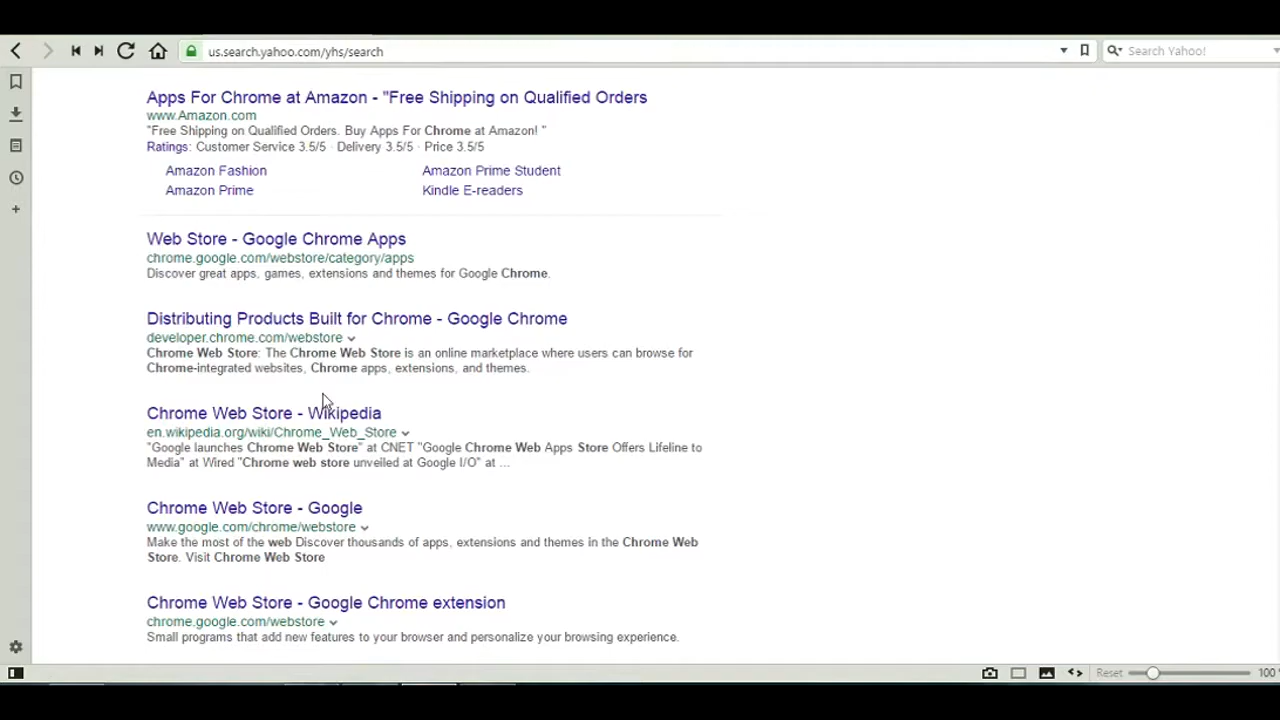 us.search.yahoo.com/yhs/search
Search Yahoo!
Apps For Chrome at Amazon - "Free Shipping on Qualified Orders
www.Amazon.com
"Free Shipping on Qualified Orders. Buy Apps For Chrome at Amazon! "
Ratings: Customer Service 3.5/5 · Delivery 3.5/5 · Price 3.5/5
Amazon Fashion
Amazon Prime Student
Amazon Prime
Kindle E-readers
Web Store - Google Chrome Apps
chrome.google.com/webstore/category/apps
Discover great apps, games, extensions and themes for Google Chrome.
Distributing Products Built for Chrome - Google Chrome
developer.chrome.com/webstore
Chrome Web Store: The Chrome Web Store is an online marketplace where users can browse for
Chrome-integrated websites, Chrome apps, extensions, and themes.
Chrome Web Store - Wikipedia
en.wikipedia.org/wiki/Chrome_Web_Store
"Google launches Chrome Web Store" at CNET "Google Chrome Web Apps Store Offers Lifeline to
Media" at Wired "Chrome web store unveiled at Google I/O" at ...
Chrome Web Store - Google
www.google.com/chrome/webstore
Make the most of the web Discover thousands of apps, extensions and themes in the Chrome Web
Store. Visit Chrome Web Store
Chrome Web Store - Google Chrome extension
chrome.google.com/webstore
Small programs that add new features to your browser and personalize your browsing experience.
Reset
100